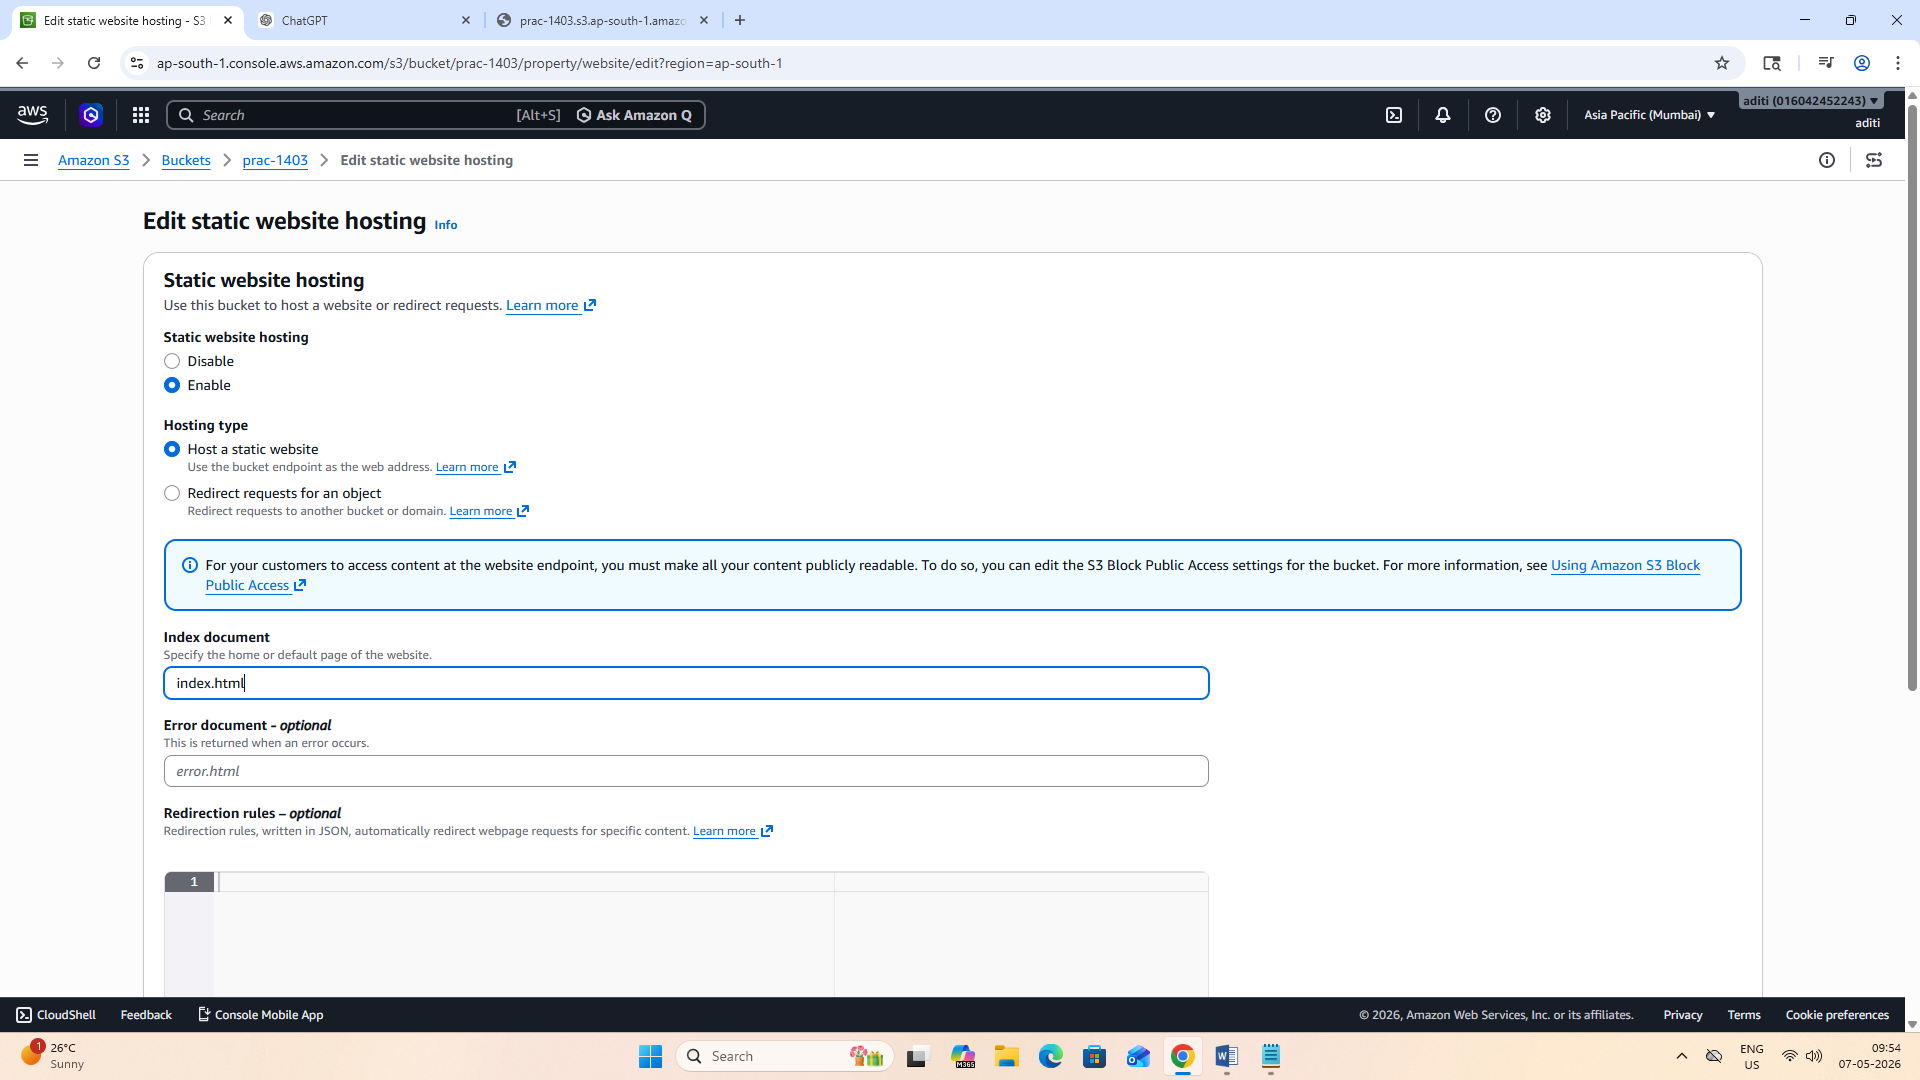 Edit static website hosting - S3
ChatGPT
prac-1403.s3.ap-south-1.amazo
ap-south-1.console.aws.amazon.com/s3/bucket/prac-1403/property/website/edit?region=ap-south-1
aws
Search
[Alt+S]
Ask Amazon Q
Asia Pacific (Mumbai)
aditi (016042452243)
aditi
Amazon S3
Buckets
prac-1403
Edit static website hosting
Edit static website hosting Info
Static website hosting
Use this bucket to host a website or redirect requests. Learn more
Static website hosting
Disable
Enable
Hosting type
Host a static website
Use the bucket endpoint as the web address. Learn more
Redirect requests for an object
Redirect requests to another bucket or domain. Learn more
For your customers to access content at the website endpoint, you must make all your content publicly readable. To do so, you can edit the S3 Block Public Access settings for the bucket. For more information, see Using Amazon S3 Block
Public Access
Index document
Specify the home or default page of the website.
index.html
Error document - optional
This is returned when an error occurs.
error.html
Redirection rules – optional
Redirection rules, written in JSON, automatically redirect webpage requests for specific content. Learn more
1
CloudShell
Feedback
Console Mobile App
© 2026, Amazon Web Services, Inc. or its affiliates.
Privacy
Terms
Cookie preferences
1
26°C
Sunny
Search
M365
ENG
US
09:54
07-05-2026